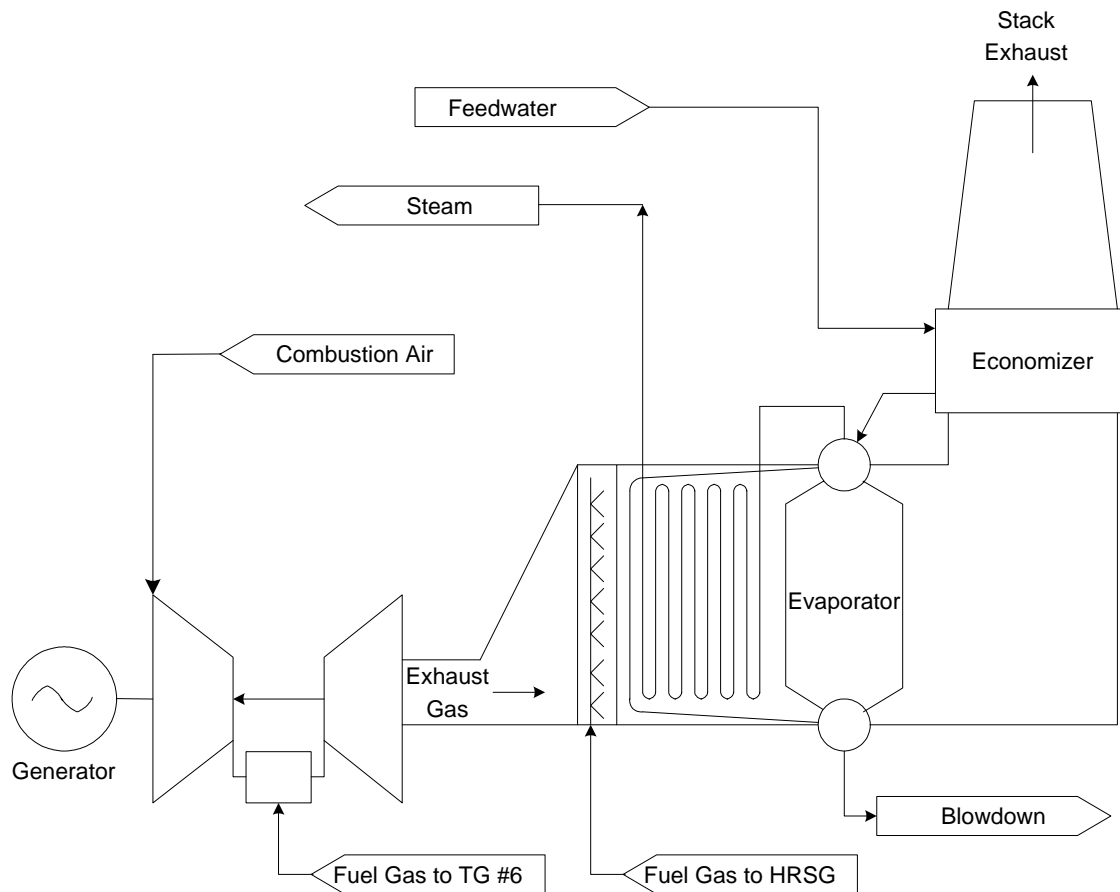 Stack
Exhaust
Feedwater
Steam
Combustion Air
Economizer
Evaporator
Exhaust
Gas
Generator
Blowdown
Fuel Gas to TG #6
Fuel Gas to HRSG